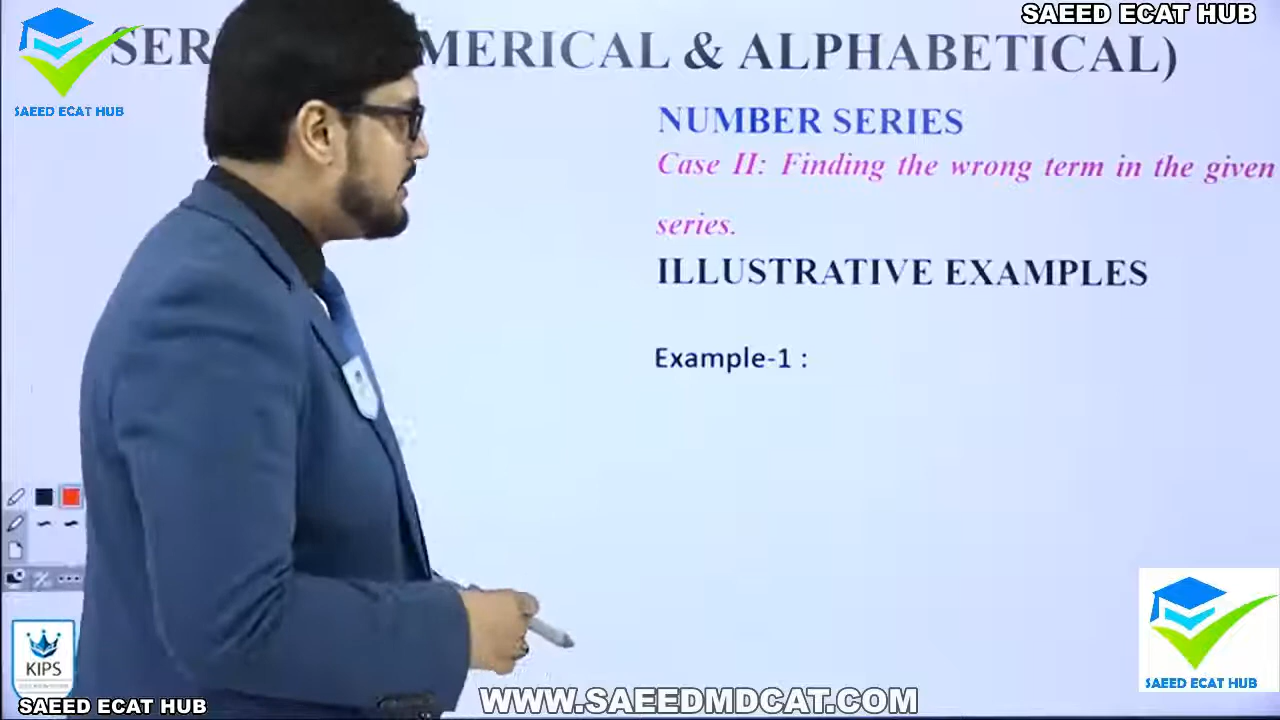 SAEED ECAT HUB
SER MERICAL & ALPHABETICAL)
SAEED ECAT HUB
NUMBER SERIES
Case II: Finding the wrong term in the given
series.
ILLUSTRATIVE EXAMPLES
Example-1 :
KIPS
SAEED ECAT HUB
SAEED ECAT HUB
WWW.SAEEDMDCAT.COM